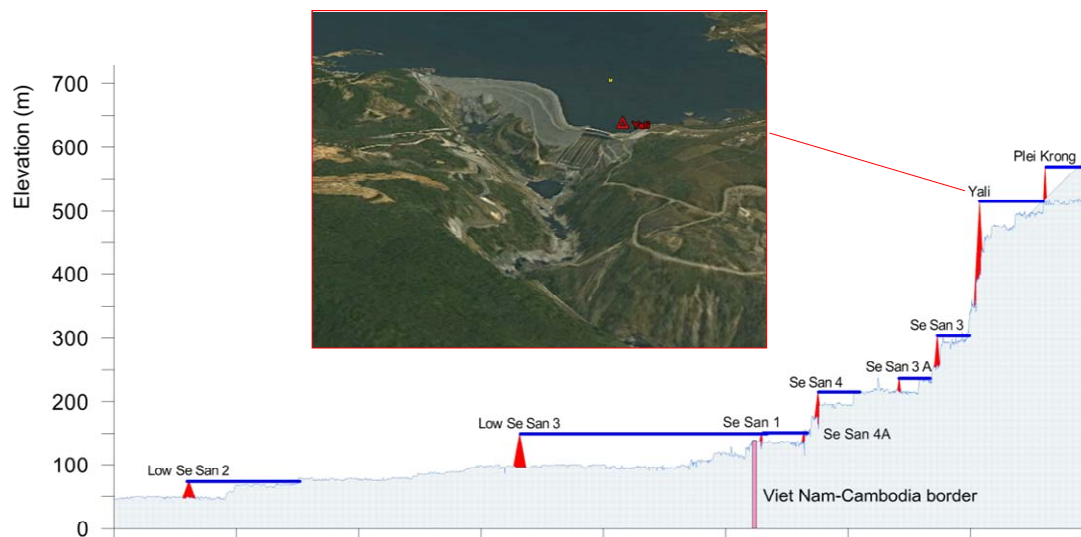 Elevation (m)
700
600
500
400
300
200
100
0
Yali
Plei Krong
Yali
Se San 3
Se San 3 A
Se San 4
Se San 4A
Se San 1
Low Se San 3
Low Se San 2
Viet Nam-Cambodia border